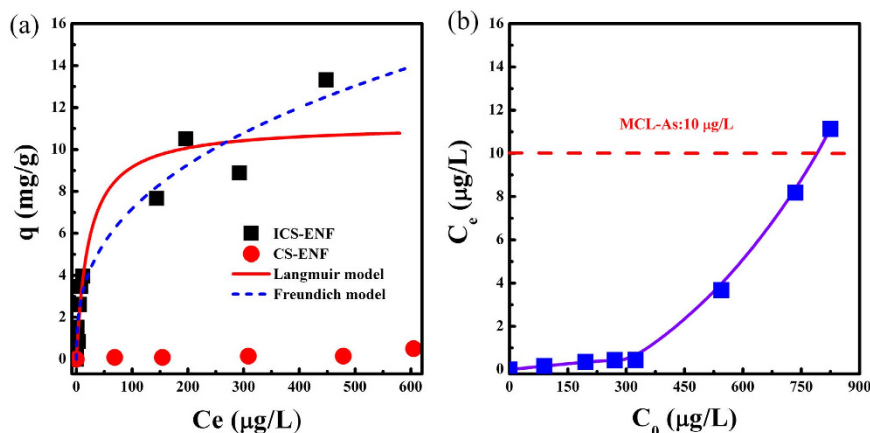 (a)
16
14
12
10
8
6
4
2
0
q (mg/g)
ICS-ENF
CS-ENF
Langmuir model
Freundich model
0 100 200 300 400 500 600
Ce (μg/L)
(b)
16
14
12
10
8
6
4
2
0
C_e (μg/L)
MCL-As:10 μg/L
0 150 300 450 600 750 900
C_0 (μg/L)